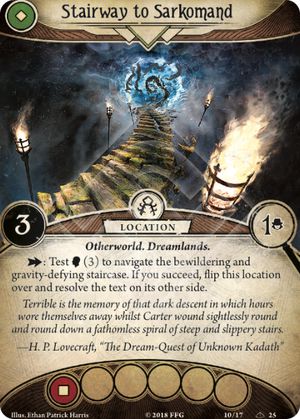 Stairway to Sarkomand
3
LOCATION
1
Otherworld. Dreamlands.
: Test (3) to navigate the bewildering and
gravity-defying staircase. If you succeed, flip this location
over and resolve the text on its other side.
Terrible is the memory of that dark descent in which hours
wore themselves away whilst Carter wound sightlessly round
and round down a fathomless spiral of steep and slippery stairs.
—H. P. Lovecraft, “The Dream-Quest of Unknown Kadath”
Illus. Ethan Patrick Harris
© 2018 FFG
10/17
25